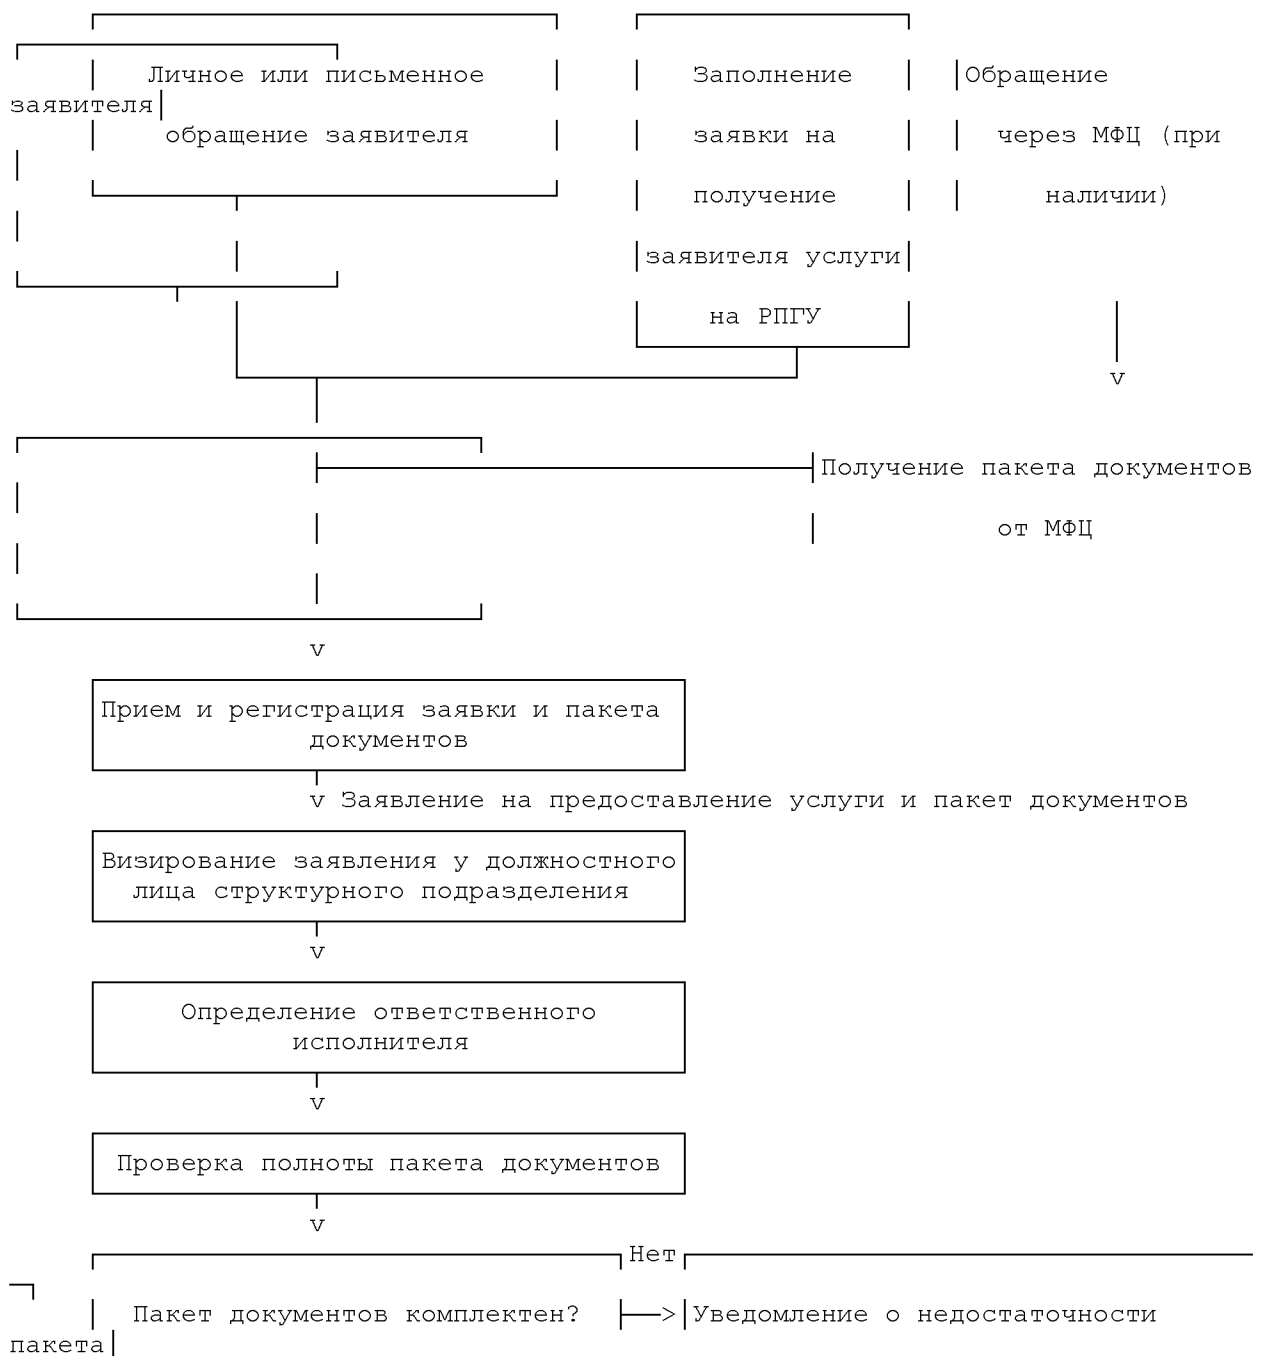 Личное или письменное Заполнение Обращение
заявителя
обращение заявителя заявки на через МФЦ (при
получение наличии)
заявителя услуги
на РПГУ
v
Получение пакета документов
от МФЦ
v
Прием и регистрация заявки и пакета
документов
v Заявление на предоставление услуги и пакет документов
Визирование заявления у должностного
лица структурного подразделения
v
Определение ответственного
исполнителя
v
Проверка полноты пакета документов
v
Нет
Пакет документов комплектен? > Уведомление о недостаточности
пакета